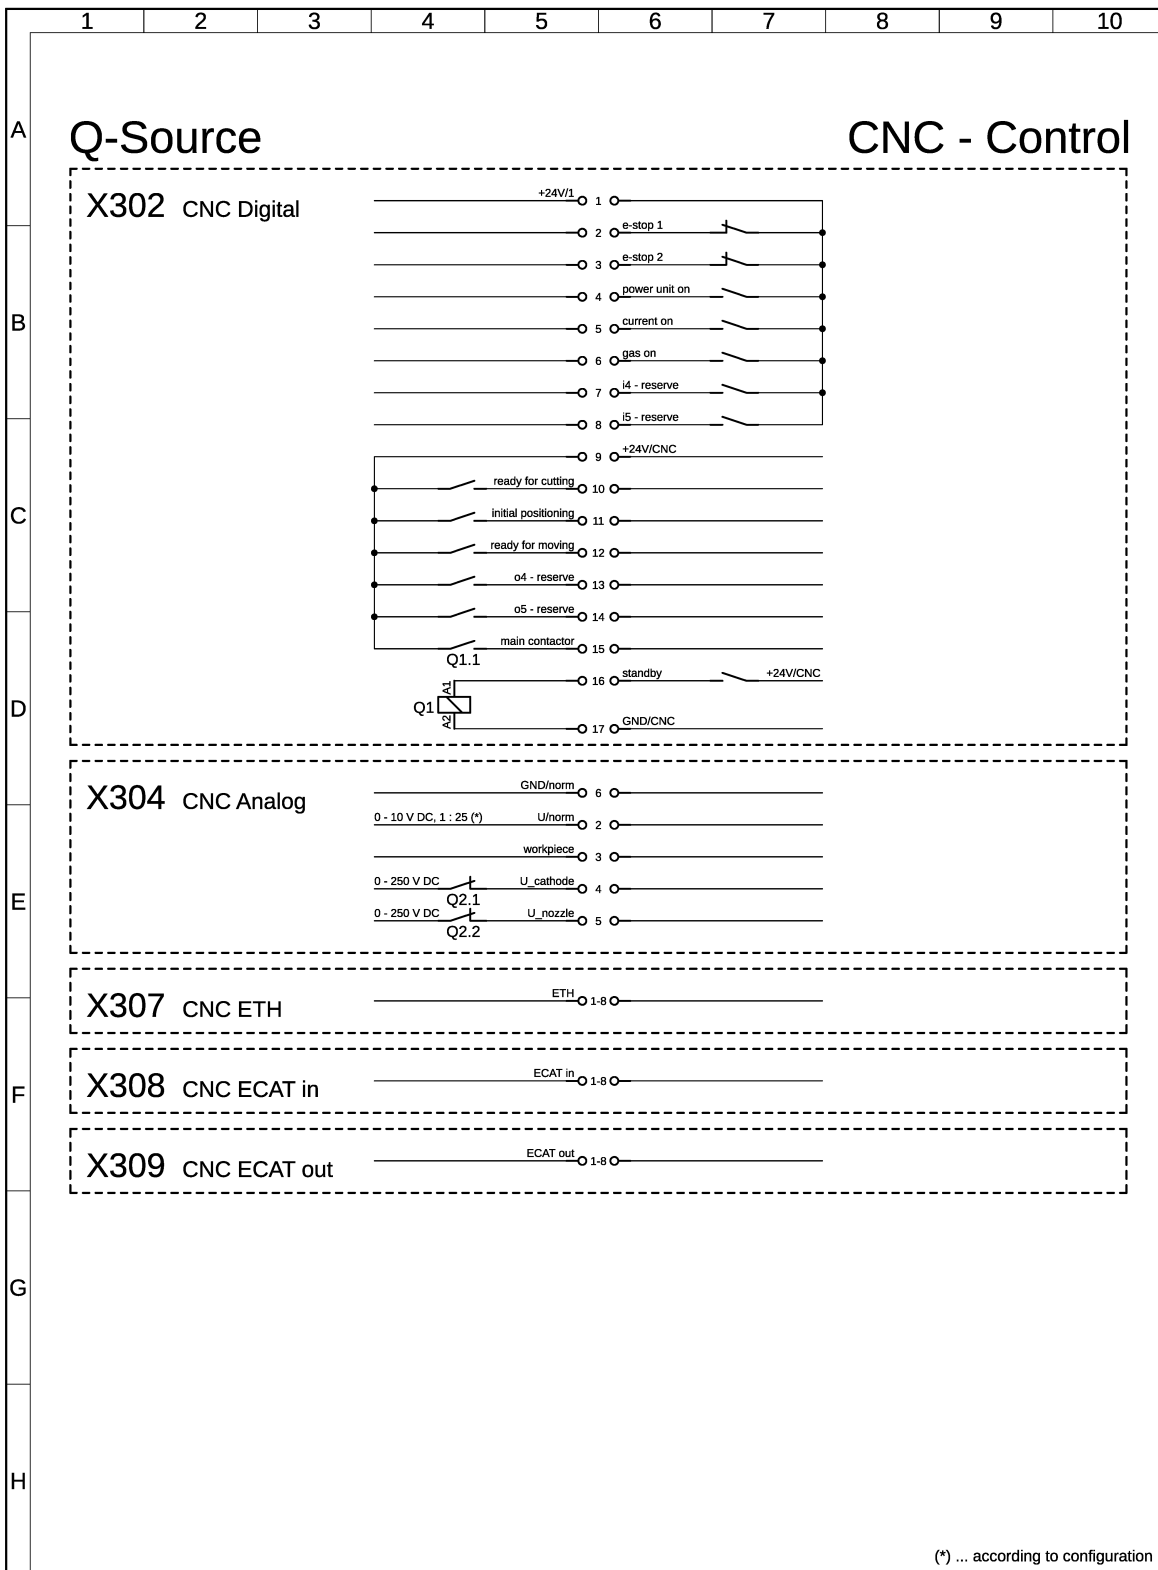 1 2 3 4 5 6 7 8 9 10
A
Q-Source CNC - Control
X302 CNC Digital
+24V/1 1
2 e-stop 1
3 e-stop 2
B
4 power unit on
5 current on
6 gas on
7 i4 - reserve
8 i5 - reserve
9 +24V/CNC
C
ready for cutting 10
initial positioning 11
ready for moving 12
o4 - reserve 13
o5 - reserve 14
main contactor 15
Q1.1
D
A1 16 standby +24V/CNC
Q1
A2 17 GND/CNC
X304 CNC Analog
GND/norm 6
0 - 10 V DC, 1 : 25 (*) U/norm 2
workpiece 3
E
0 - 250 V DC U_cathode 4
Q2.1
0 - 250 V DC U_nozzle 5
Q2.2
X307 CNC ETH
ETH 1-8
F
X308 CNC ECAT in
ECAT in 1-8
X309 CNC ECAT out
ECAT out 1-8
G
H
(*) ... according to configuration